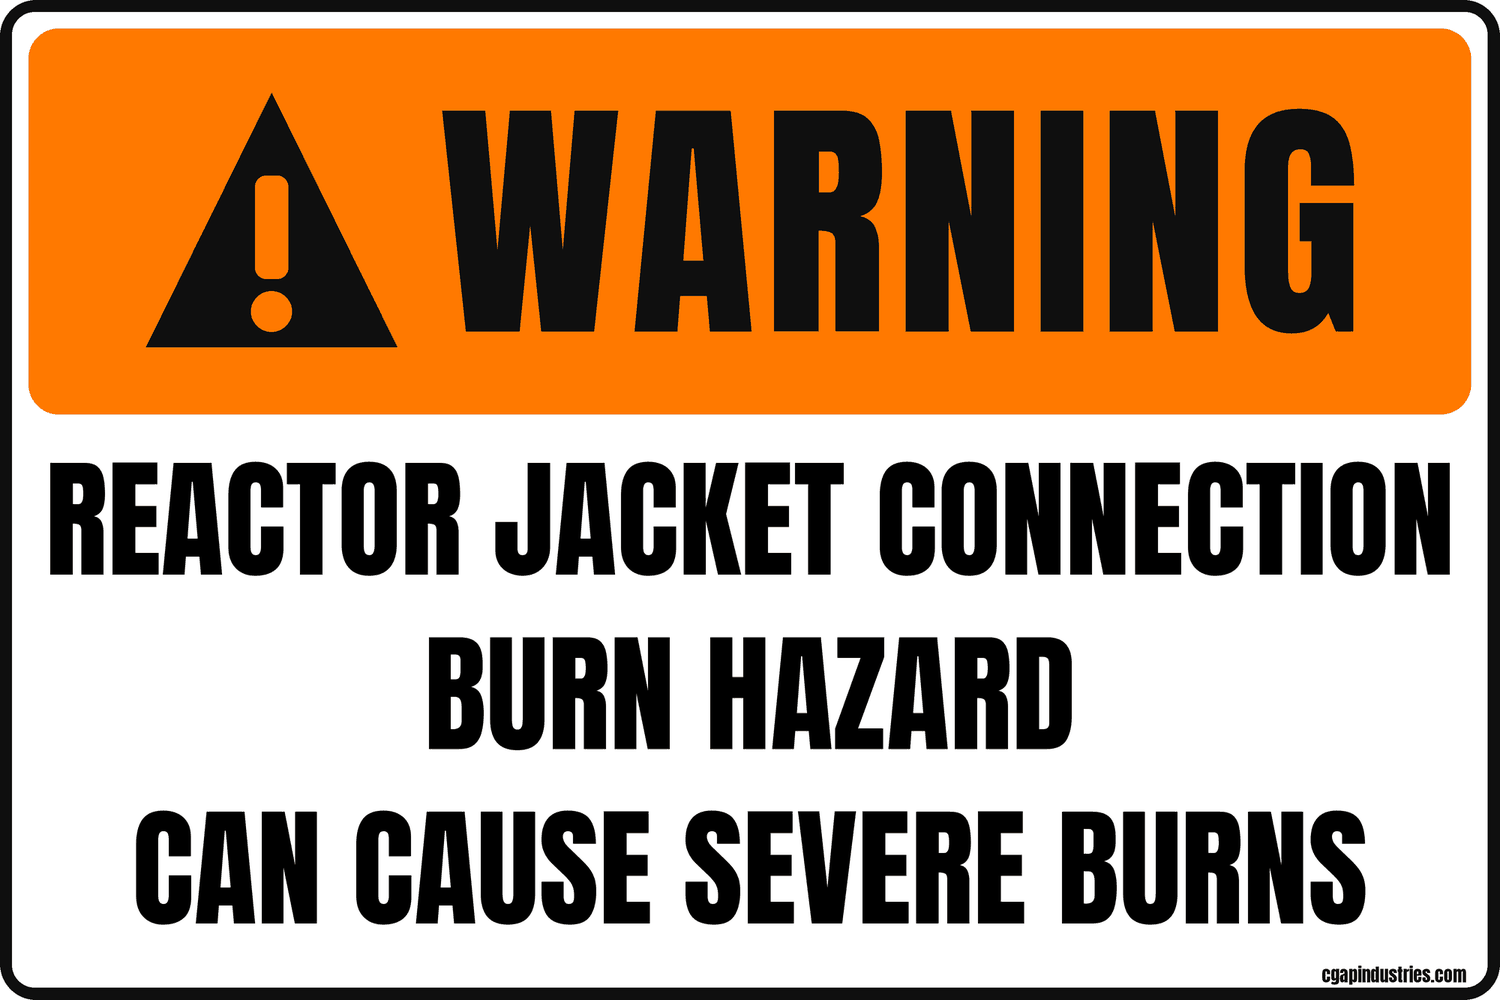 WARNING
REACTOR JACKET CONNECTION
BURN HAZARD
CAN CAUSE SEVERE BURNS
cgapindustries.com